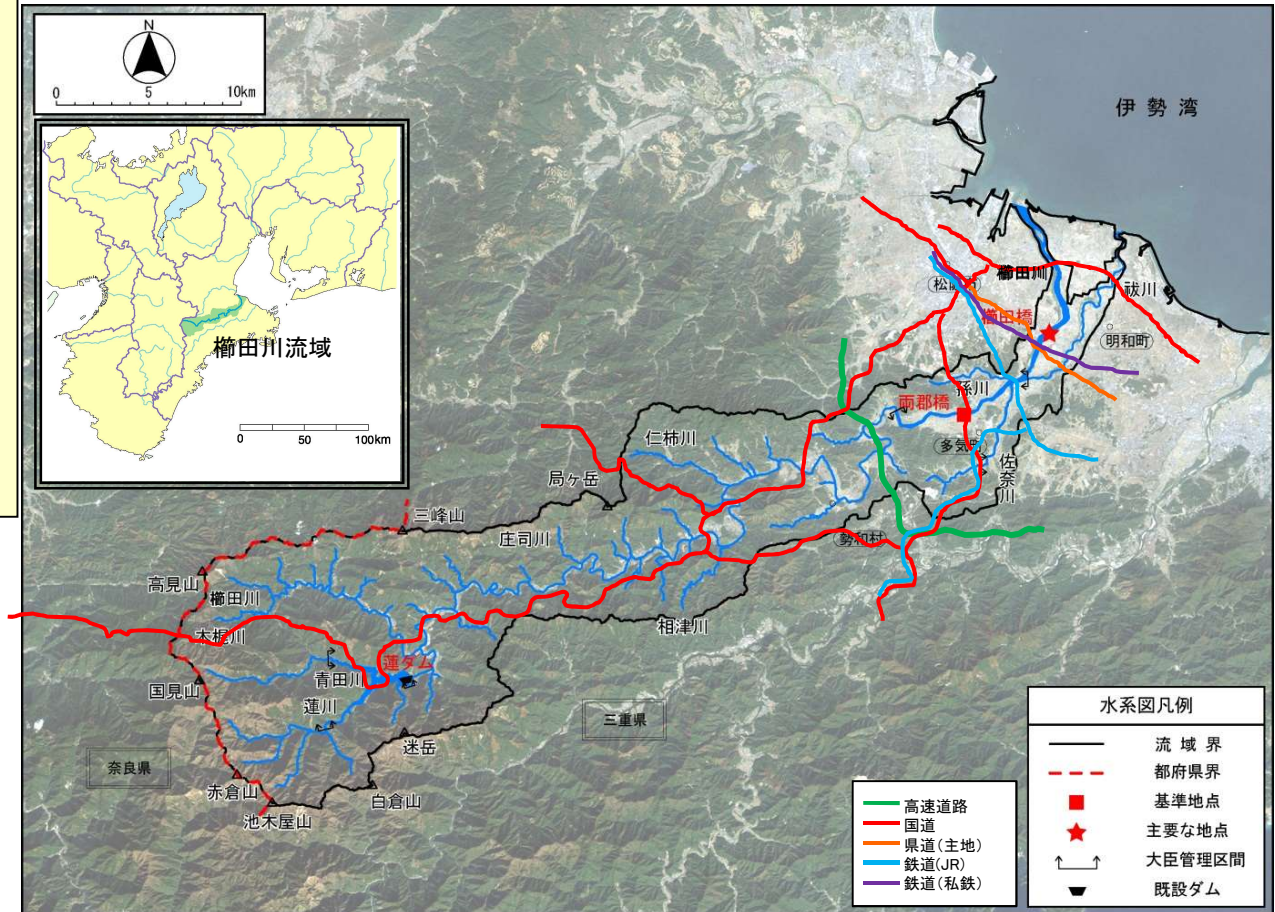 N
0 5 10km
伊勢湾
櫛田川流域
0 50 100km
櫛田川
祓川
櫛田橋
明和町
孫川
両郡橋
多気町
佐奈川
仁柿川
局ヶ岳
三峰山
庄司川
勢和村
高見山
櫛田川
木梶川
相津川
蓮ダム
青田川
国見山
蓮川
三重県
迷岳
奈良県
赤倉山
白倉山
池木屋山
高速道路
国道
県道(主地)
鉄道(JR)
鉄道(私鉄)
水系図凡例
流域界
都府県界
基準地点
主要な地点
大臣管理区間
既設ダム